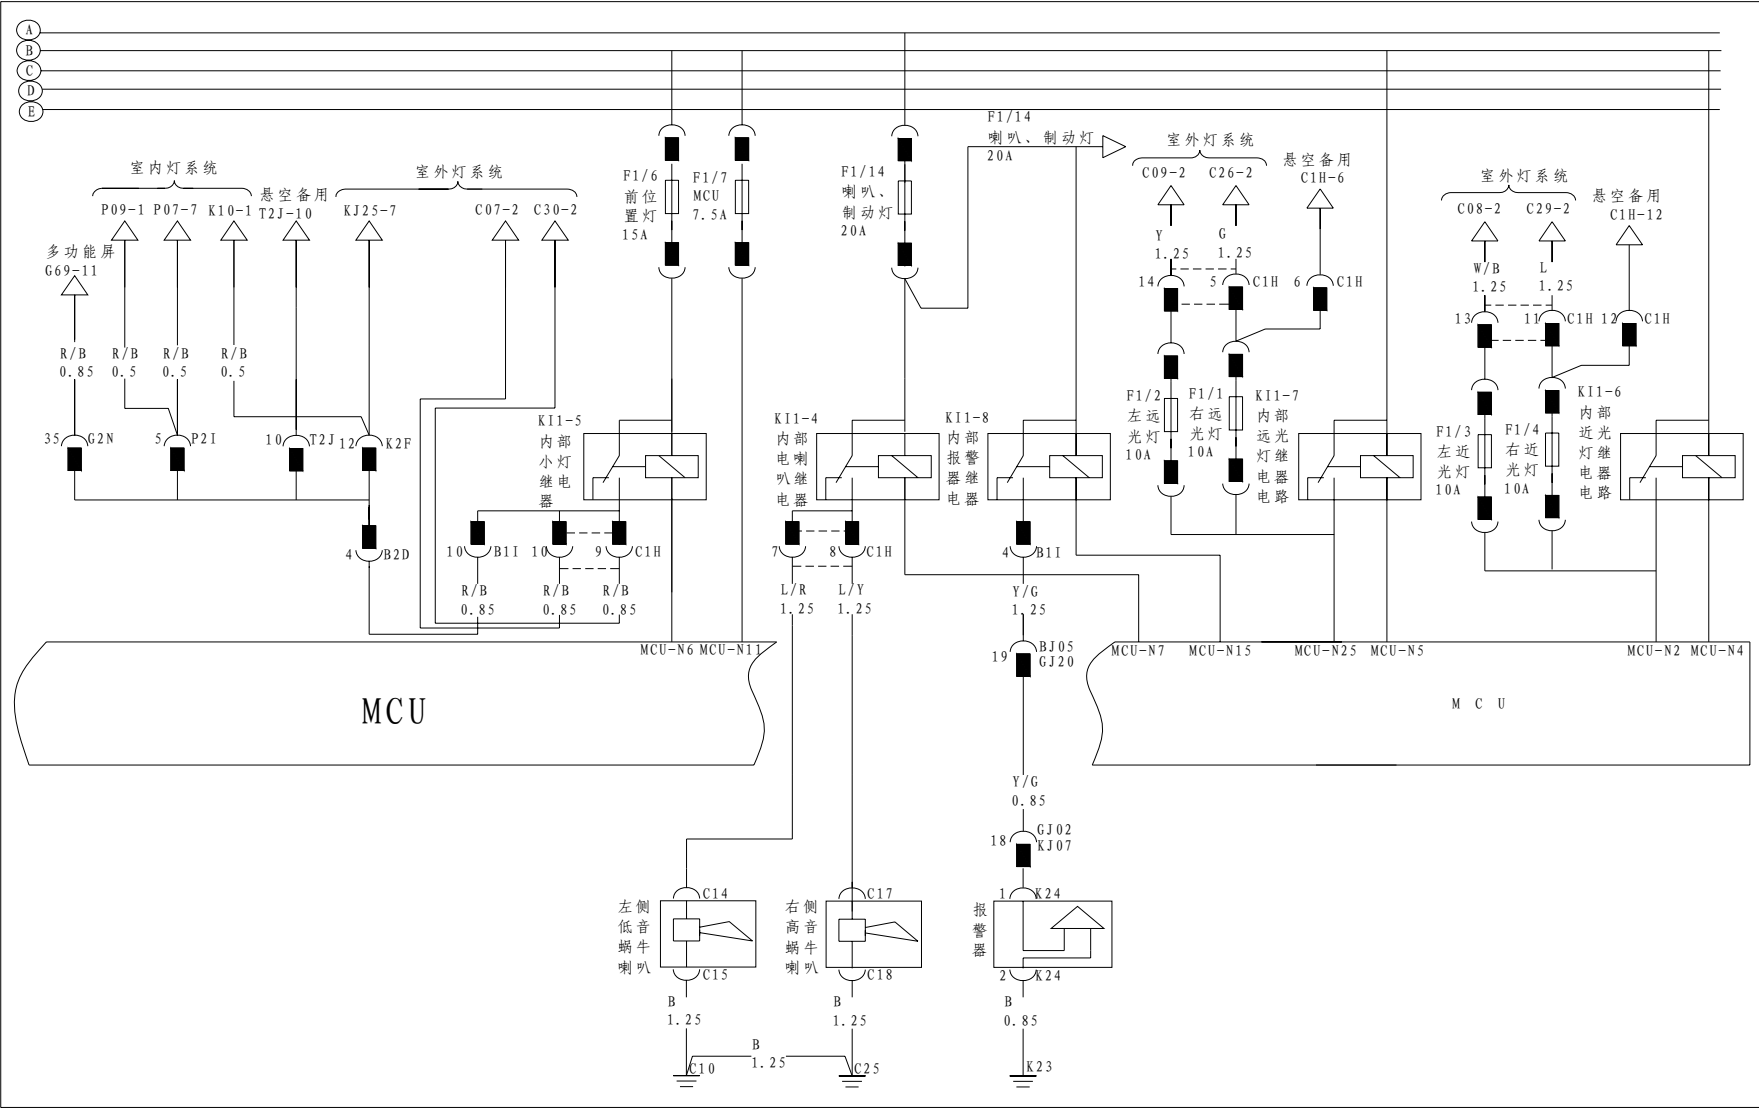 A
B
C
D
E
F1/14
喇叭、制动灯
20A
室内灯系统
悬空备用
T2J-10
室外灯系统
P09-1
P07-7
K10-1
KJ25-7
C07-2
C30-2
多功能屏
G69-11
F1/6
前位
置灯
15A
F1/7
MCU
7.5A
F1/14
喇叭、
制动灯
20A
室外灯系统
C09-2
C26-2
悬空备用
C1H-6
室外灯系统
C08-2
C29-2
悬空备用
C1H-12
Y
1.25
G
1.25
14
5
C1H
6
C1H
W/B
1.25
L
1.25
13
11
C1H
12
C1H
R/B
0.85
R/B
0.5
R/B
0.5
R/B
0.5
35
G2N
5
P2I
10
T2J
12
K2F
KI1-5
内部
小灯
继电
器
KI1-4
内部
电喇
叭继
电器
KI1-8
内部
报警
器继
电器
F1/2
左远
光灯
10A
F1/1
右远
光灯
10A
KI1-7
内部
远光
灯继
电器
电路
F1/3
左近
光灯
10A
F1/4
右近
光灯
10A
KI1-6
内部
近光
灯继
电器
电路
4
B2D
10
B1I
10
9
C1H
7
8
C1H
4
B1I
R/B
0.85
R/B
0.85
R/B
0.85
L/R
1.25
L/Y
1.25
Y/G
1.25
MCU-N6
MCU-N11
19
BJ05
GJ20
MCU-N7
MCU-N15
MCU-N25
MCU-N5
MCU-N2
MCU-N4
MCU
M C U
Y/G
0.85
18
GJ02
KJ07
C14
C17
1
K24
左侧
低音
蜗牛
喇叭
右侧
高音
蜗牛
喇叭
报
警
器
C15
C18
2
K24
B
1.25
B
1.25
B
0.85
B
1.25
C10
C25
K23